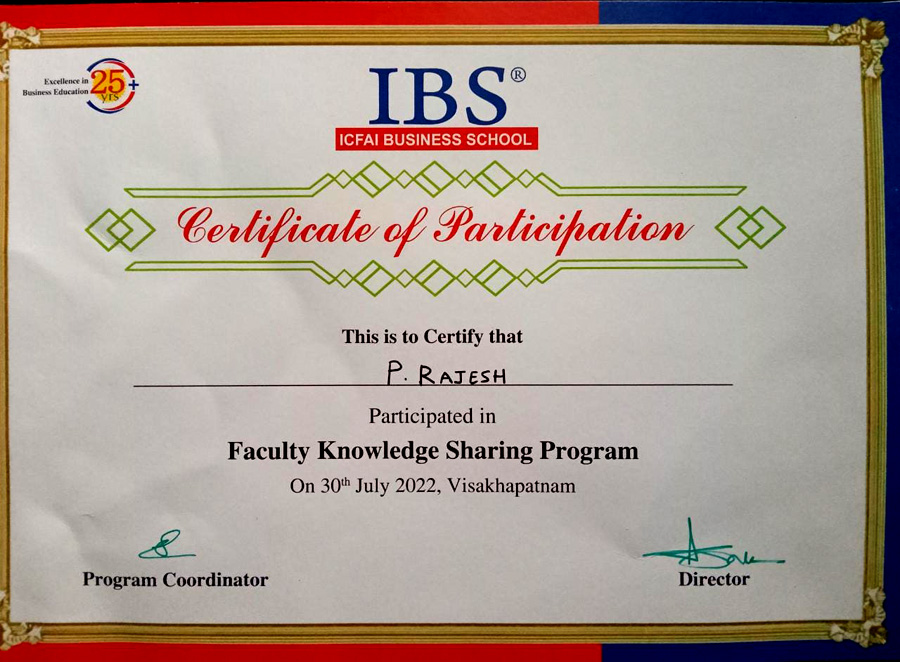 Excellence in
Business Education
25
yrs
+
IBS®
ICFAI BUSINESS SCHOOL
Certificate of Participation
This is to Certify that
P. RAJESH
Participated in
Faculty Knowledge Sharing Program
On 30th July 2022, Visakhapatnam
Program Coordinator
Director